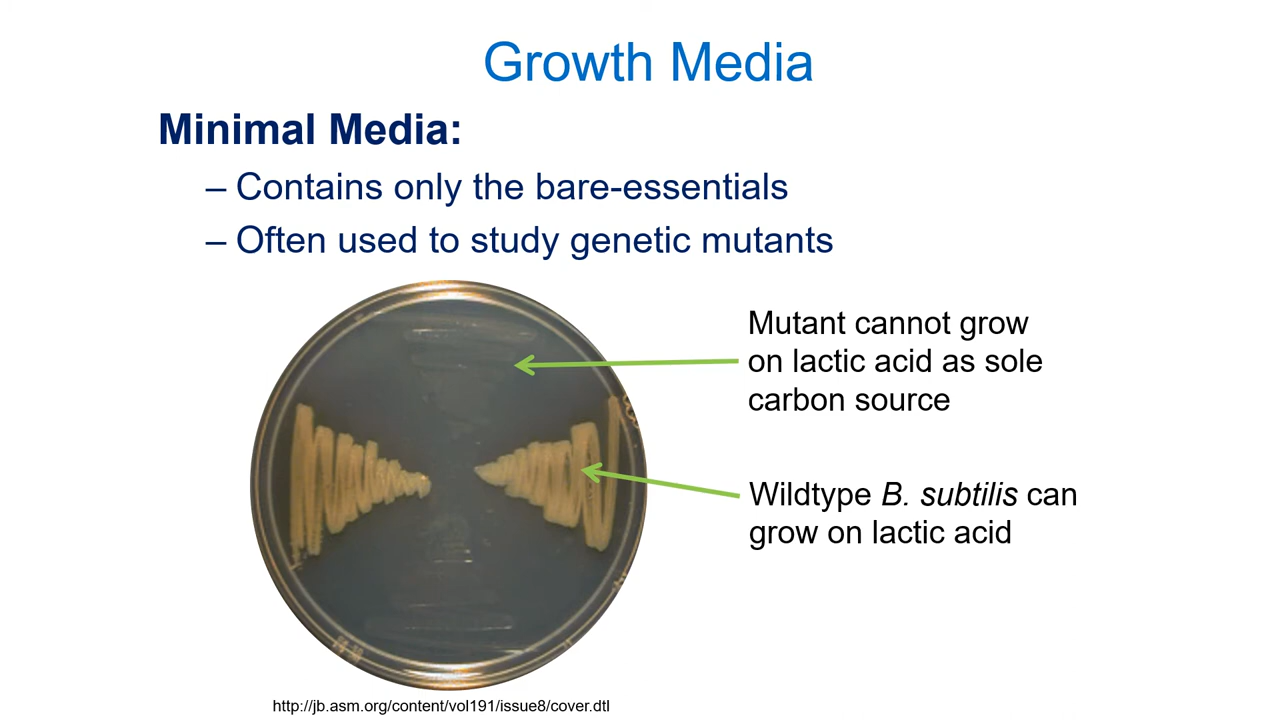 Growth Media
Minimal Media:
– Contains only the bare-essentials
– Often used to study genetic mutants
Mutant cannot grow
on lactic acid as sole
carbon source
Wildtype B. subtilis can
grow on lactic acid
http://jb.asm.org/content/vol191/issue8/cover.dtl